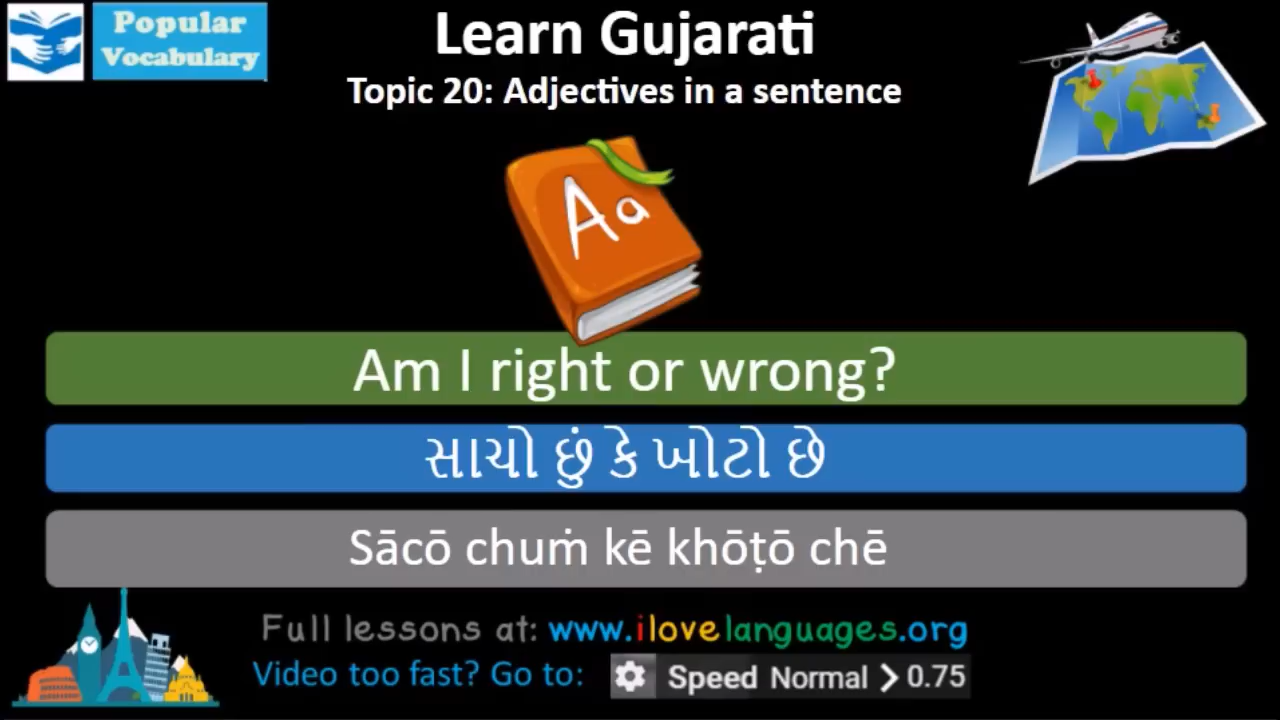 Popular
Vocabulary
Learn Gujarati
Topic 20: Adjectives in a sentence
Aa
Am I right or wrong?
સાચો છું કે ખોટો છે
Sācō chuṁ kē khōṭō chē
Full lessons at: www.ilovelanguages.org
Video too fast? Go to: Speed Normal > 0.75